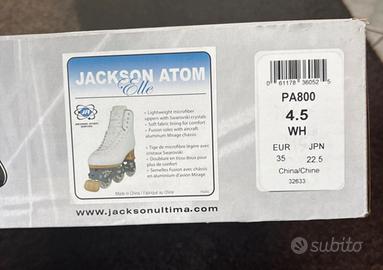 JACKSON ATOM
Elle
• Lightweight microfiber
uppers with Swarovski crystals
• Soft fabric lining for comfort
• Fusion soles with aircraft
aluminum Mirage chassis
• Tige de microfibre légère avec
cristaux Swarovski
• Doublure en tissu doux pour
plus de confort
• Semelles Fusion avec chassis
en aluminium d'avion Mirage
Made in China / Fabriqué au Chine
www.jacksonultima.com
0 61178 36052 5
PA800
4.5
WH
EUR JPN
35 22.5
China/Chine
32633
subito